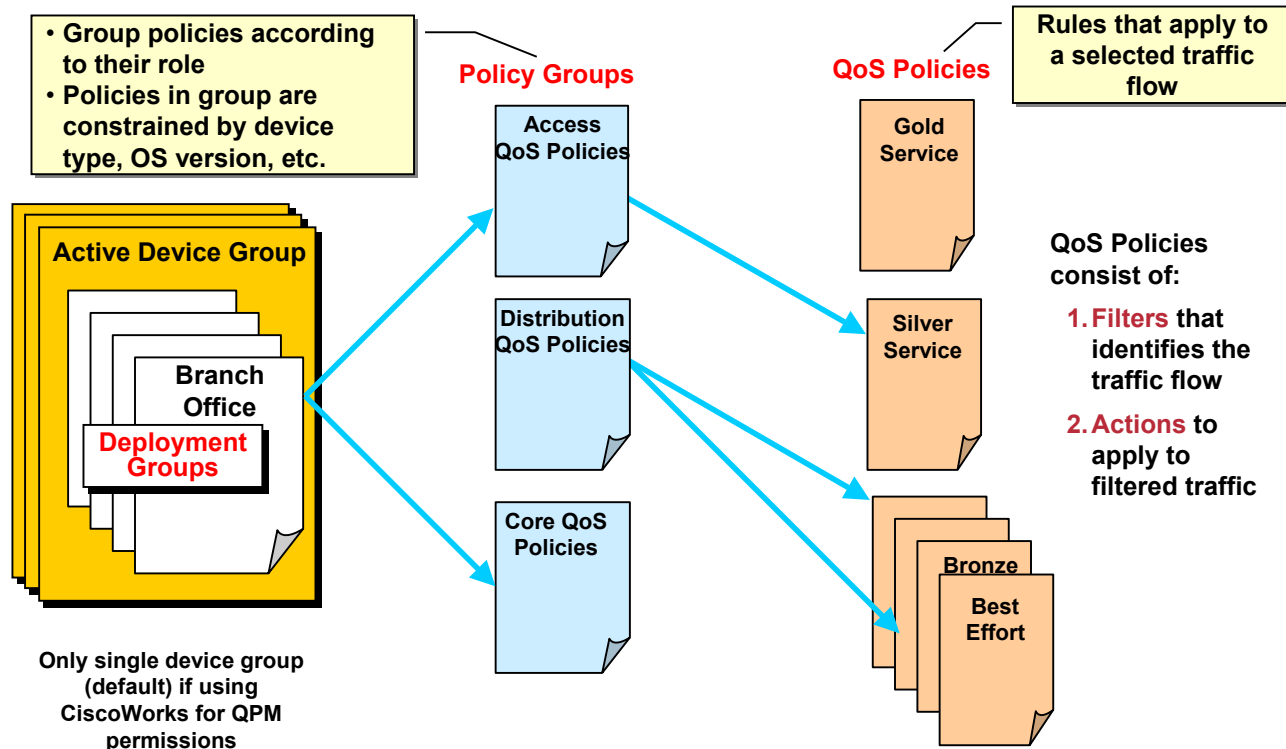 • Group policies according
to their role
• Policies in group are
constrained by device
type, OS version, etc.
Policy Groups
QoS Policies
Rules that apply to
a selected traffic
flow
Active Device Group
Branch
Office
Deployment
Groups
Only single device group
(default) if using
CiscoWorks for QPM
permissions
Access
QoS Policies
Distribution
QoS Policies
Core QoS
Policies
Gold
Service
Silver
Service
Bronze
Best
Effort
QoS Policies
consist of:
1. Filters that
identifies the
traffic flow
2. Actions to
apply to
filtered traffic